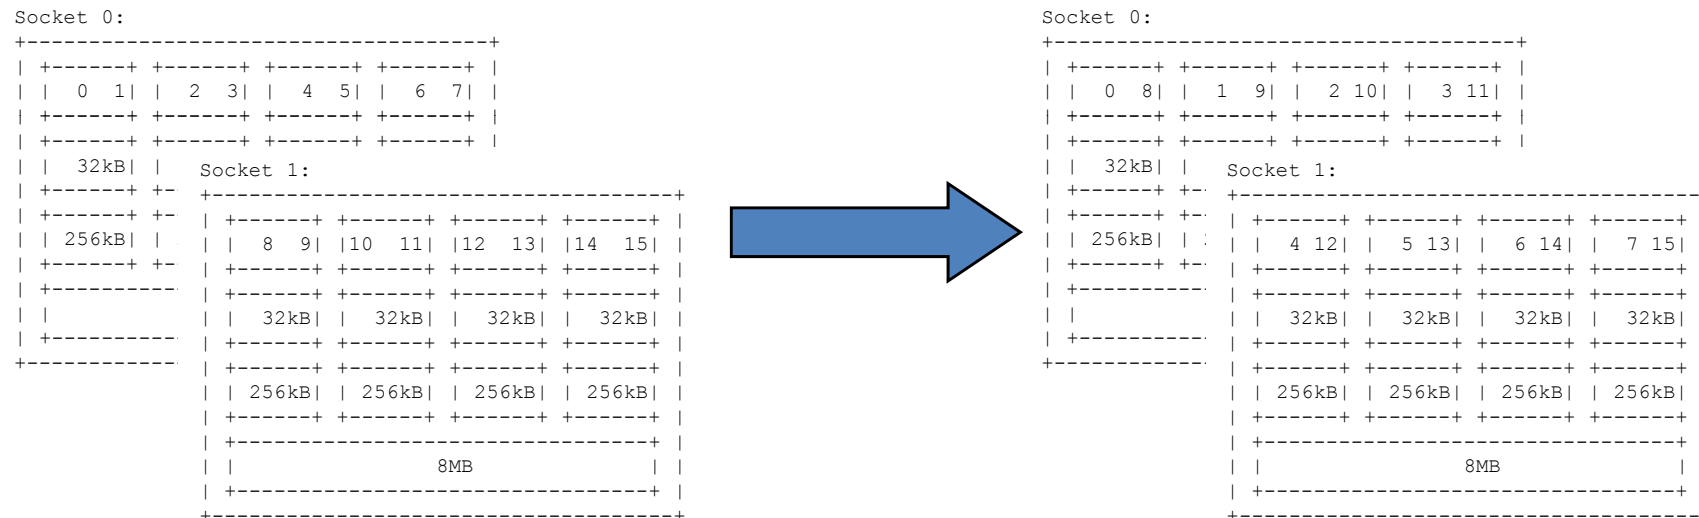 Socket 0:
+-------------------------------------+
| +------+ +------+ +------+ +------+ |
| | 0 1| | 2 3| | 4 5| | 6 7| |
| +------+ +------+ +------+ +------+ |
| +------+ +------+ +------+ +------+ |
| | 32kB| |
| +------+ +-
| +------+ +-
| | 256kB| |
| +------+ +-
| +-----------
| |
| +-----------
+-------------
Socket 1:
+--------------------------------------+
| +------+ +------+ +------+ +------+ |
| | 8 9| |10 11| |12 13| |14 15| |
| +------+ +------+ +------+ +------+ |
| +------+ +------+ +------+ +------+ |
| | 32kB| | 32kB| | 32kB| | 32kB| |
| +------+ +------+ +------+ +------+ |
| +------+ +------+ +------+ +------+ |
| | 256kB| | 256kB| | 256kB| | 256kB| |
| +------+ +------+ +------+ +------+ |
| +---------------------------------+ |
| | 8MB | |
| +---------------------------------+ |
+--------------------------------------+
Socket 0:
+-------------------------------------+
| +------+ +------+ +------+ +------+ |
| | 0 8| | 1 9| | 2 10| | 3 11| |
| +------+ +------+ +------+ +------+ |
| +------+ +------+ +------+ +------+ |
| | 32kB| |
| +------+ +-
| +------+ +-
| | 256kB| |
| +------+ +-
| +-----------
| |
| +-----------
+-------------
Socket 1:
+--------------------------------------
| +------+ +------+ +------+ +------+
| | 4 12| | 5 13| | 6 14| | 7 15|
| +------+ +------+ +------+ +------+
| +------+ +------+ +------+ +------+
| | 32kB| | 32kB| | 32kB| | 32kB|
| +------+ +------+ +------+ +------+
| +------+ +------+ +------+ +------+
| | 256kB| | 256kB| | 256kB| | 256kB|
| +------+ +------+ +------+ +------+
| +---------------------------------+
| | 8MB |
| +---------------------------------+
+--------------------------------------